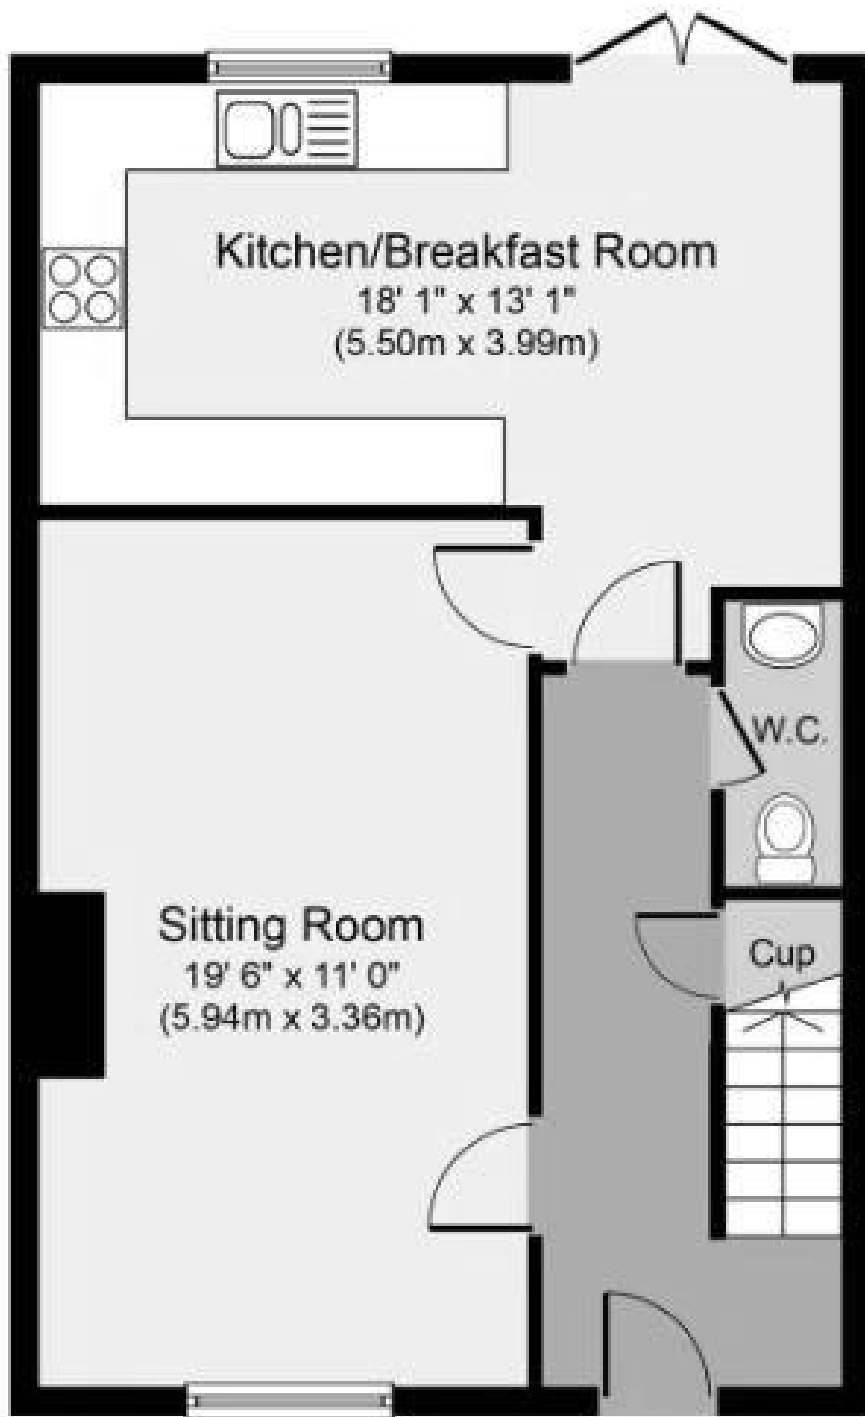 Kitchen/Breakfast Room
18' 1" x 13' 1"
(5.50m x 3.99m)
W.C.
Sitting Room
19' 6" x 11' 0"
(5.94m x 3.36m)
Cup